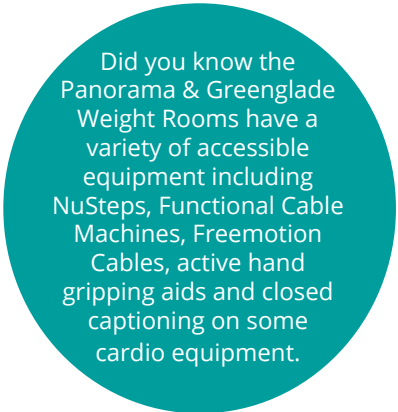 Did you know the
Panorama & Greenglade
Weight Rooms have a
variety of accessible
equipment including
NuSteps, Functional Cable
Machines, Freemotion
Cables, active hand
gripping aids and closed
captioning on some
cardio equipment.